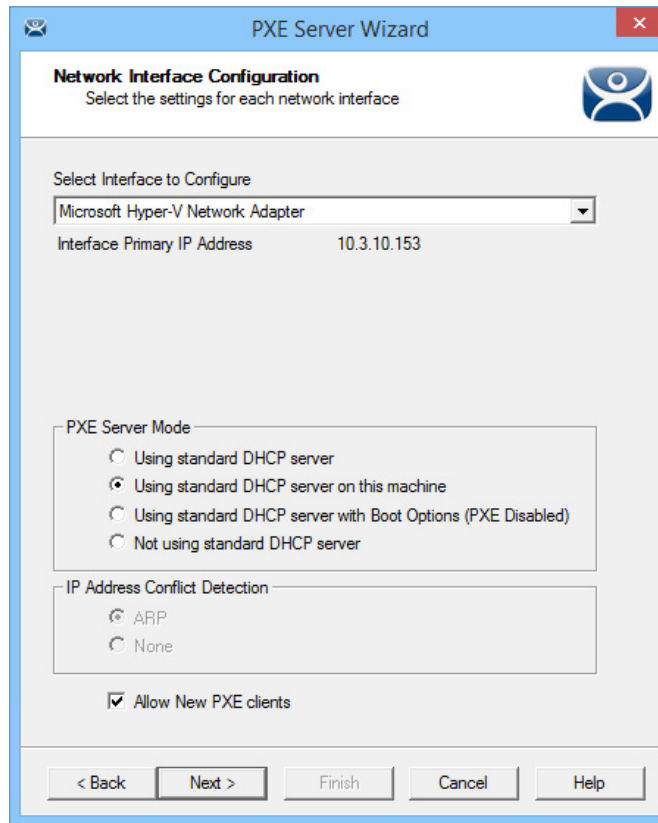 PXE Server Wizard
Network Interface Configuration
Select the settings for each network interface
Select Interface to Configure
Microsoft Hyper-V Network Adapter
Interface Primary IP Address 10.3.10.153
PXE Server Mode
Using standard DHCP server
Using standard DHCP server on this machine
Using standard DHCP server with Boot Options (PXE Disabled)
Not using standard DHCP server
IP Address Conflict Detection
ARP
None
Allow New PXE clients
< Back Next > Finish Cancel Help